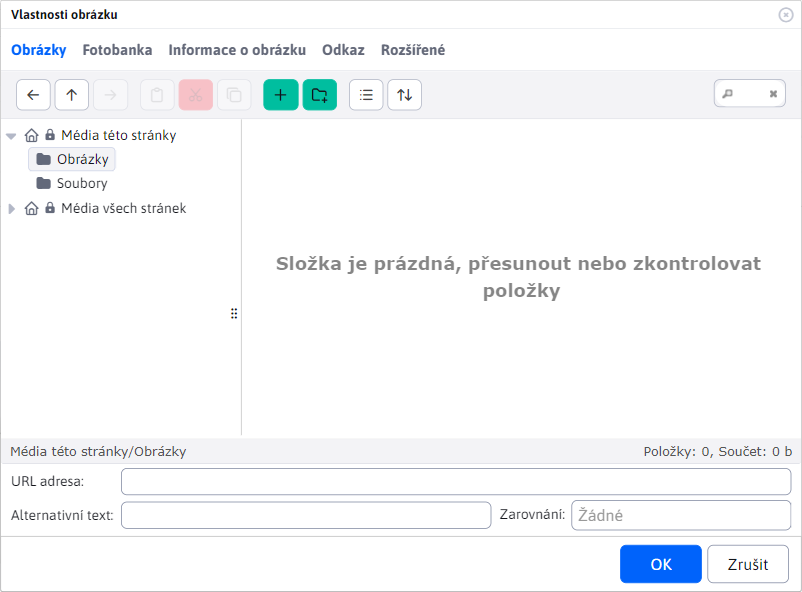 Vlastnosti obrázku
Obrázky Fotobanka Informace o obrázku Odkaz Rozšířené
Média této stránky
Obrázky
Soubory
Média všech stránek
Složka je prázdná, přesunout nebo zkontrolovat
položky
Média této stránky/Obrázky Položky: 0, Součet: 0 b
URL adresa:
Alternativní text: Zarovnání: Žádné
OK Zrušit